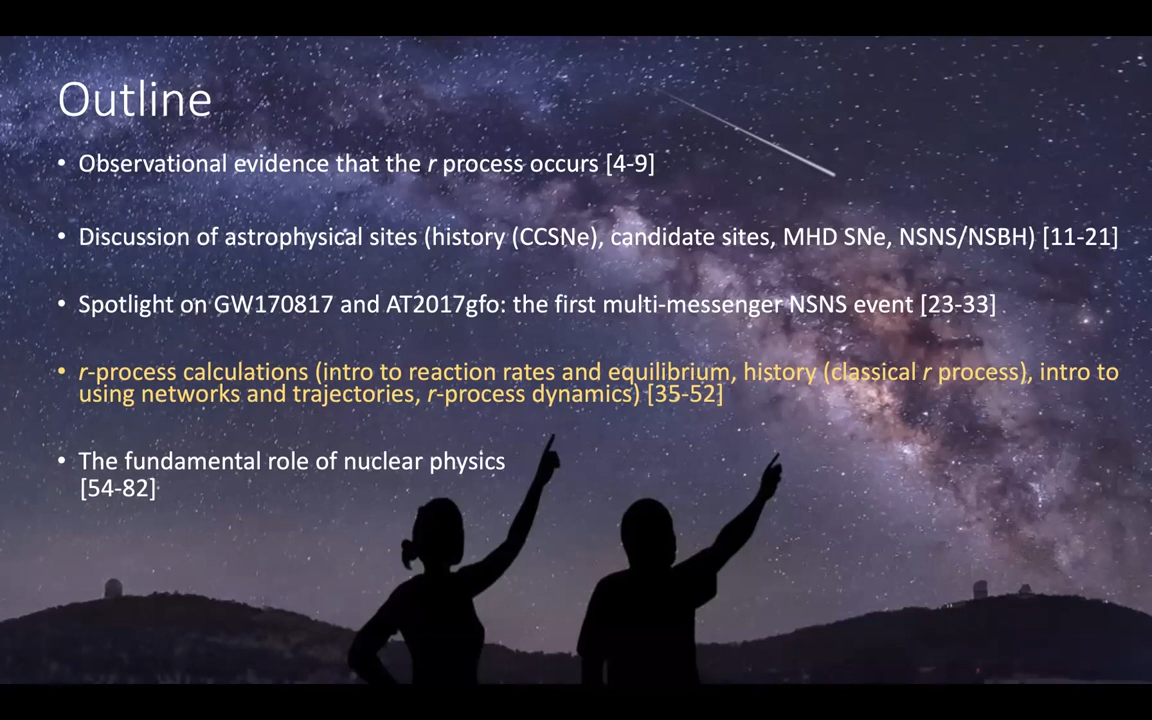 Outline
• Observational evidence that the r process occurs [4-9]
• Discussion of astrophysical sites (history (CCSNe), candidate sites, MHD SNe, NSNS/NSBH) [11-21]
• Spotlight on GW170817 and AT2017gfo: the first multi-messenger NSNS event [23-33]
• r-process calculations (intro to reaction rates and equilibrium, history (classical r process), intro to
using networks and trajectories, r-process dynamics) [35-52]
• The fundamental role of nuclear physics
[54-82]